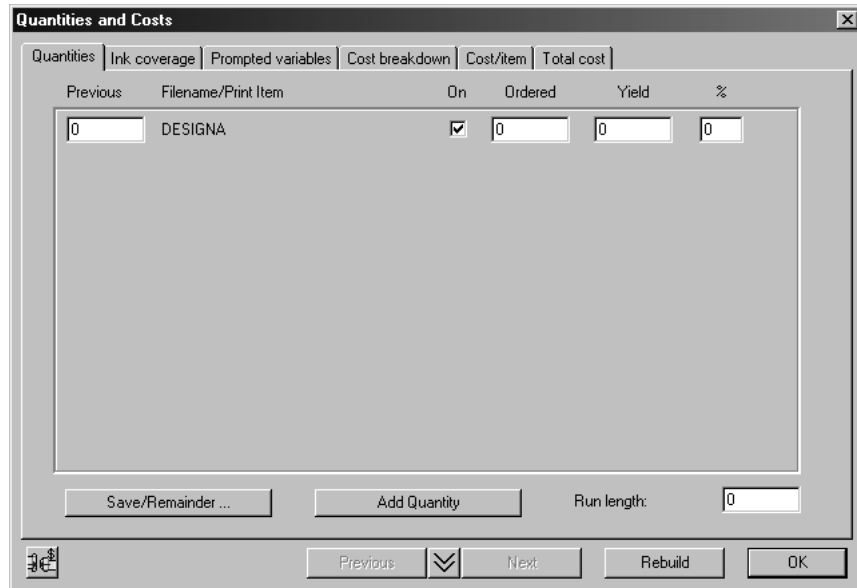 Quantities and Costs
Quantities Ink coverage Prompted variables Cost breakdown Cost/item Total cost
Previous Filename/Print Item On Ordered Yield %
0 DESIGNA 0 0 0
Save/Remainder ... Add Quantity Run length: 0
Previous Next Rebuild OK